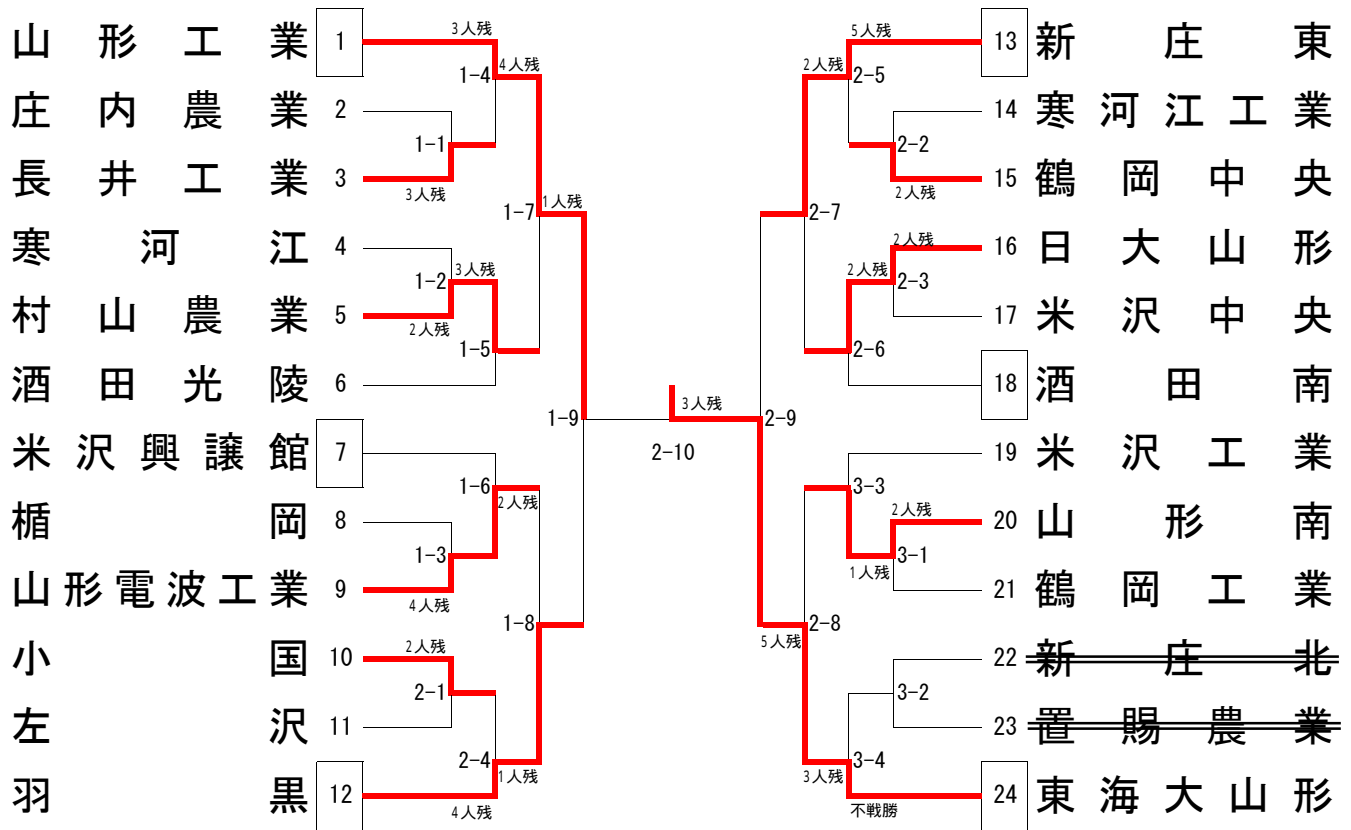 山形工業 1 3人残 5人残 13 新庄東
1-4 4人残 2人残 2-5
庄内農業 2 14 寒河江工業
1-1 2-2
長井工業 3 3人残 2人残 15 鶴岡中央
1-7 1人残 2-7
寒河江 4 2人残 16 日大山形
1-2 3人残 2人残 2-3
村山農業 5 2人残 17 米沢中央
1-5 2-6
酒田光陵 6 18 酒田南
1-9 3人残 2-9
2-10
米沢興譲館 7 19 米沢工業
1-6 2人残 3-3
楯岡 8 2人残 20 山形南
1-3 1人残 3-1
山形電波工業 9 4人残 21 鶴岡工業
1-8 5人残 2-8
小国 10 2人残 22 新庄北
2-1 3-2
左沢 11 23 置賜農業
2-4 1人残 3人残 3-4
羽黒 12 4人残 不戦勝 24 東海大山形